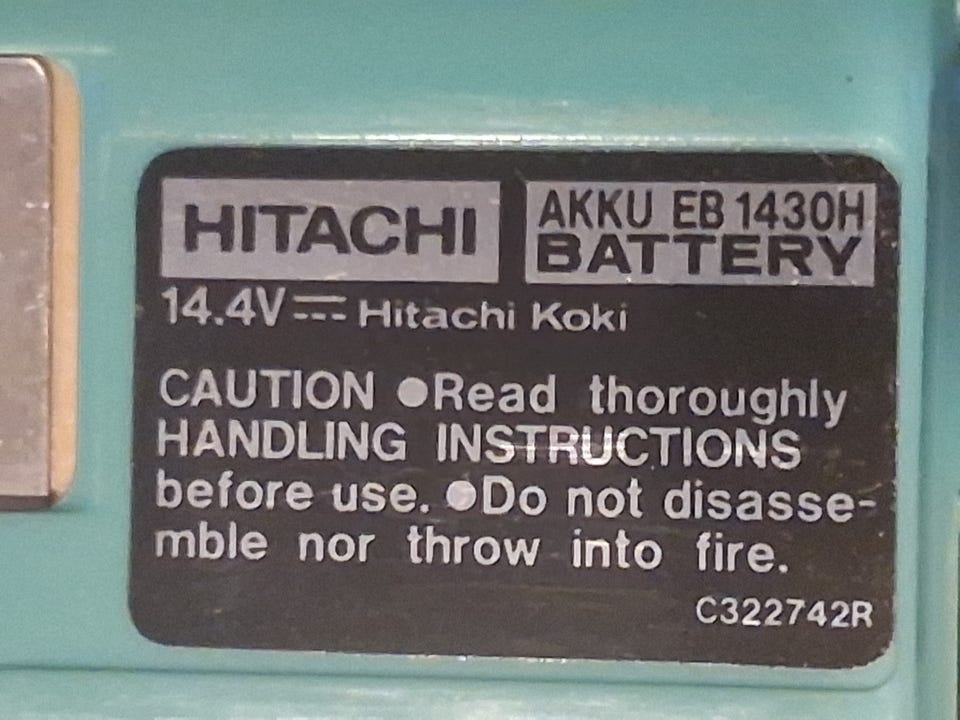 HITACHI
AKKU EB 1430H
BATTERY
14.4V⎓ Hitachi Koki
CAUTION ●Read thoroughly
HANDLING INSTRUCTIONS
before use. ●Do not disasse-
mble nor throw into fire.
C322742R